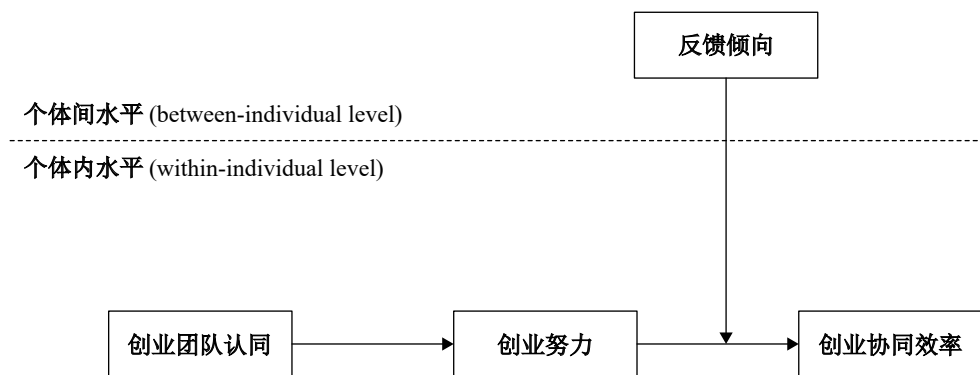 反馈倾向
个体间水平 (between-individual level)
个体内水平 (within-individual level)
创业团队认同
创业努力
创业协同效率